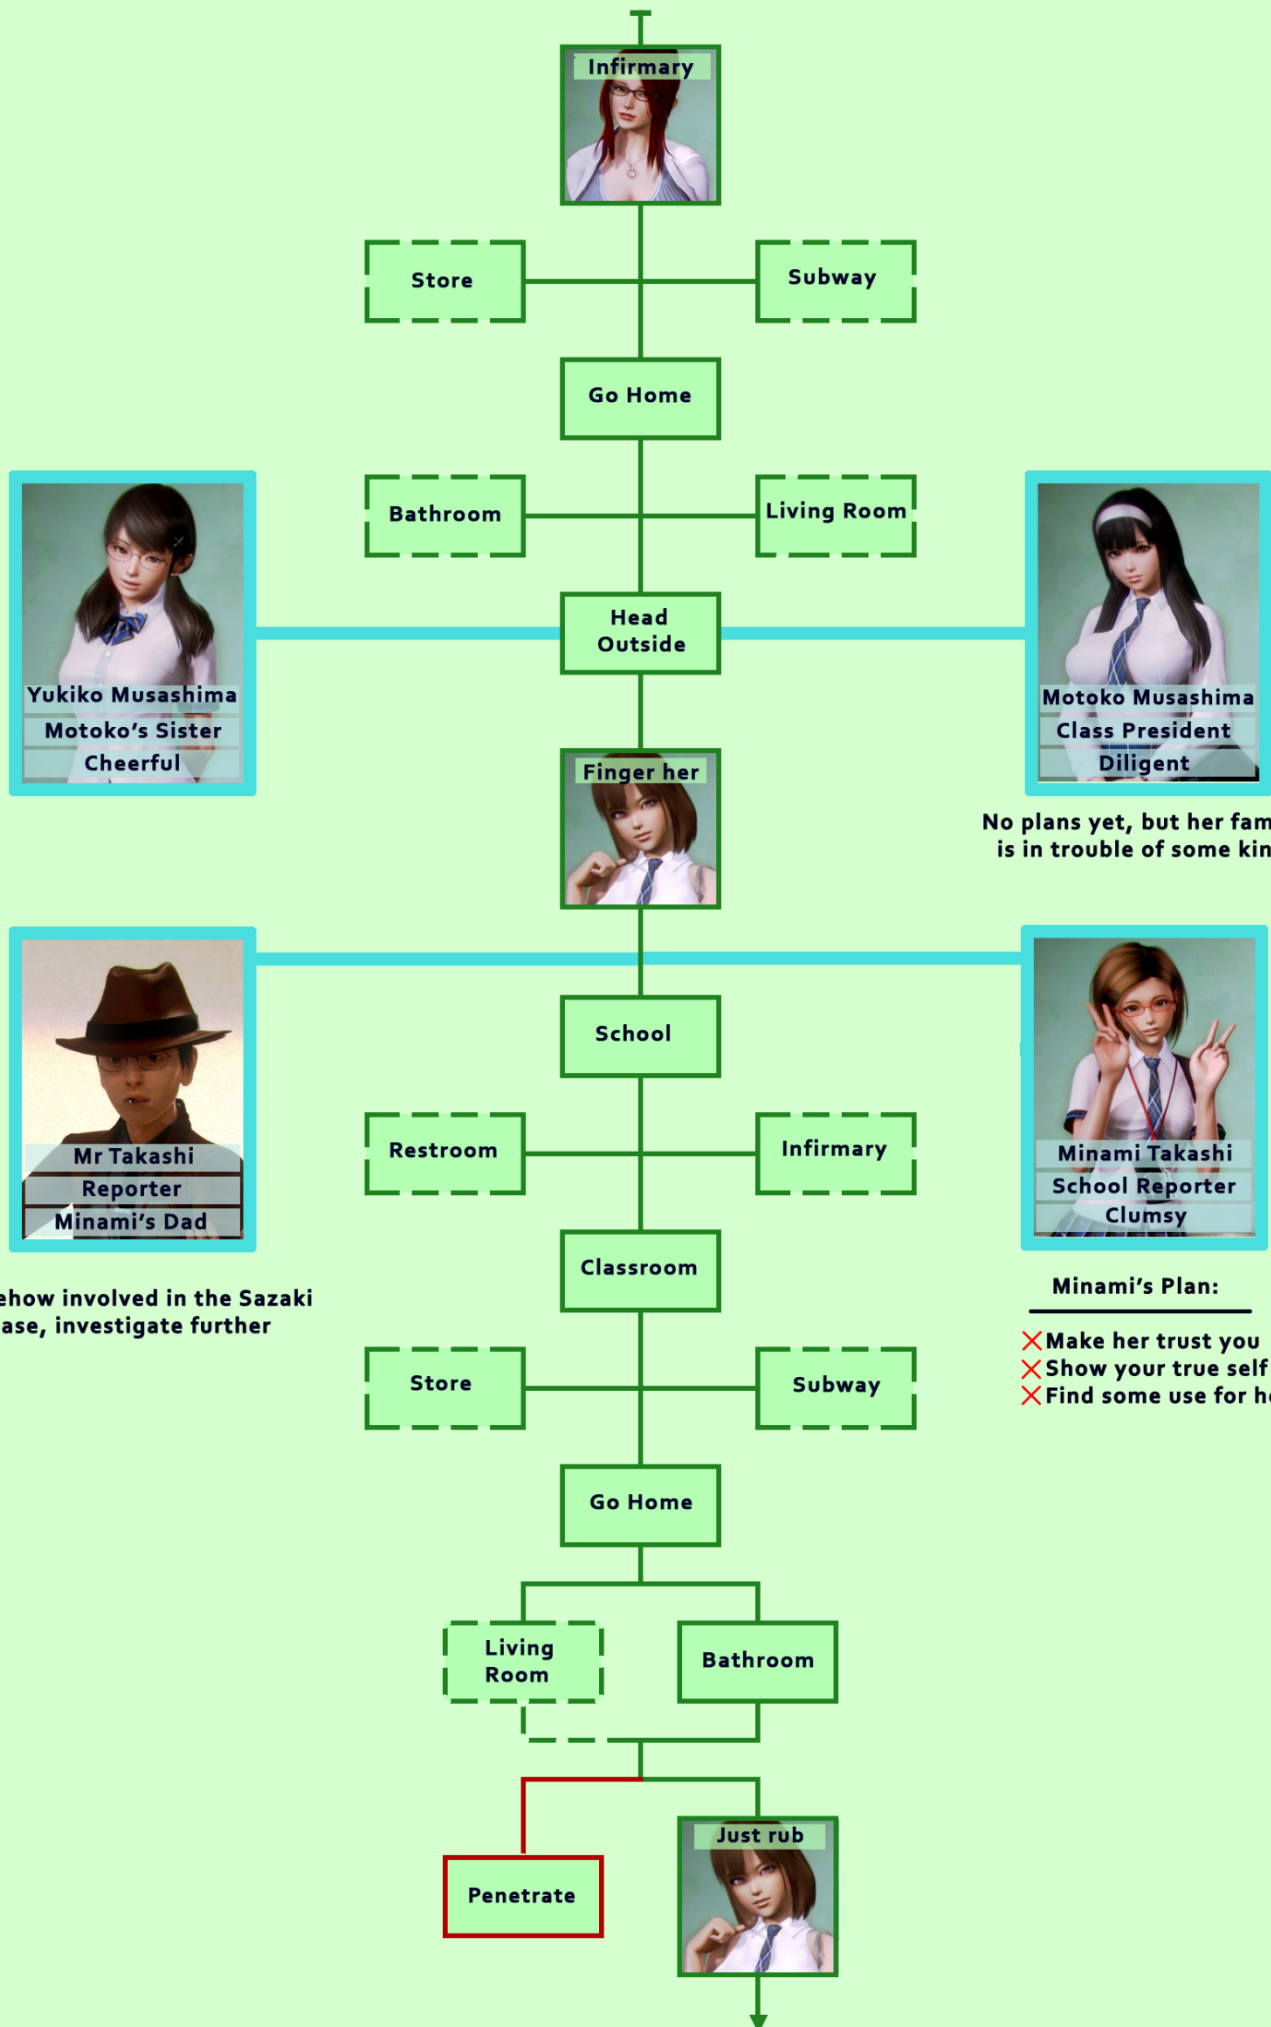 Infirmary
Store
Subway
Go Home
Bathroom
Living Room
Head
Outside
Yukiko Musashima
Motoko's Sister
Cheerful
Motoko Musashima
Class President
Diligent
Finger her
No plans yet, but her fam
is in trouble of some kin
School
Mr Takashi
Reporter
Minami's Dad
Restroom
Infirmary
Minami Takashi
School Reporter
Clumsy
Classroom
ehow involved in the Sazaki
ase, investigate further
Minami's Plan:
Make her trust you
Show your true self
Find some use for he
Store
Subway
Go Home
Living
Room
Bathroom
Just rub
Penetrate